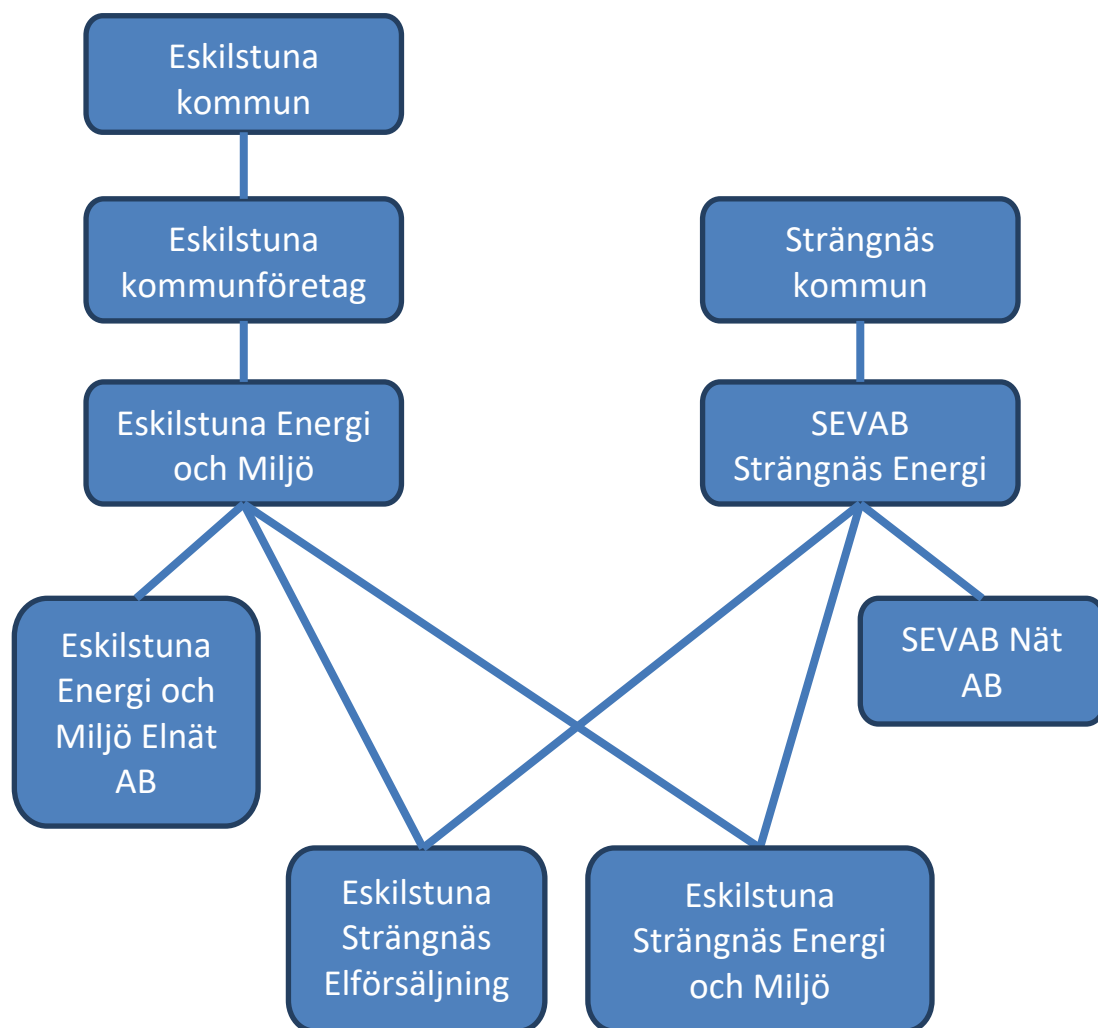 Eskilstuna
kommun
Eskilstuna
kommunföretag
Strängnäs
kommun
Eskilstuna Energi
och Miljö
SEVAB
Strängnäs Energi
Eskilstuna
Energi och
Miljö Elnät
AB
SEVAB Nät
AB
Eskilstuna
Strängnäs
Elförsäljning
Eskilstuna
Strängnäs Energi
och Miljö